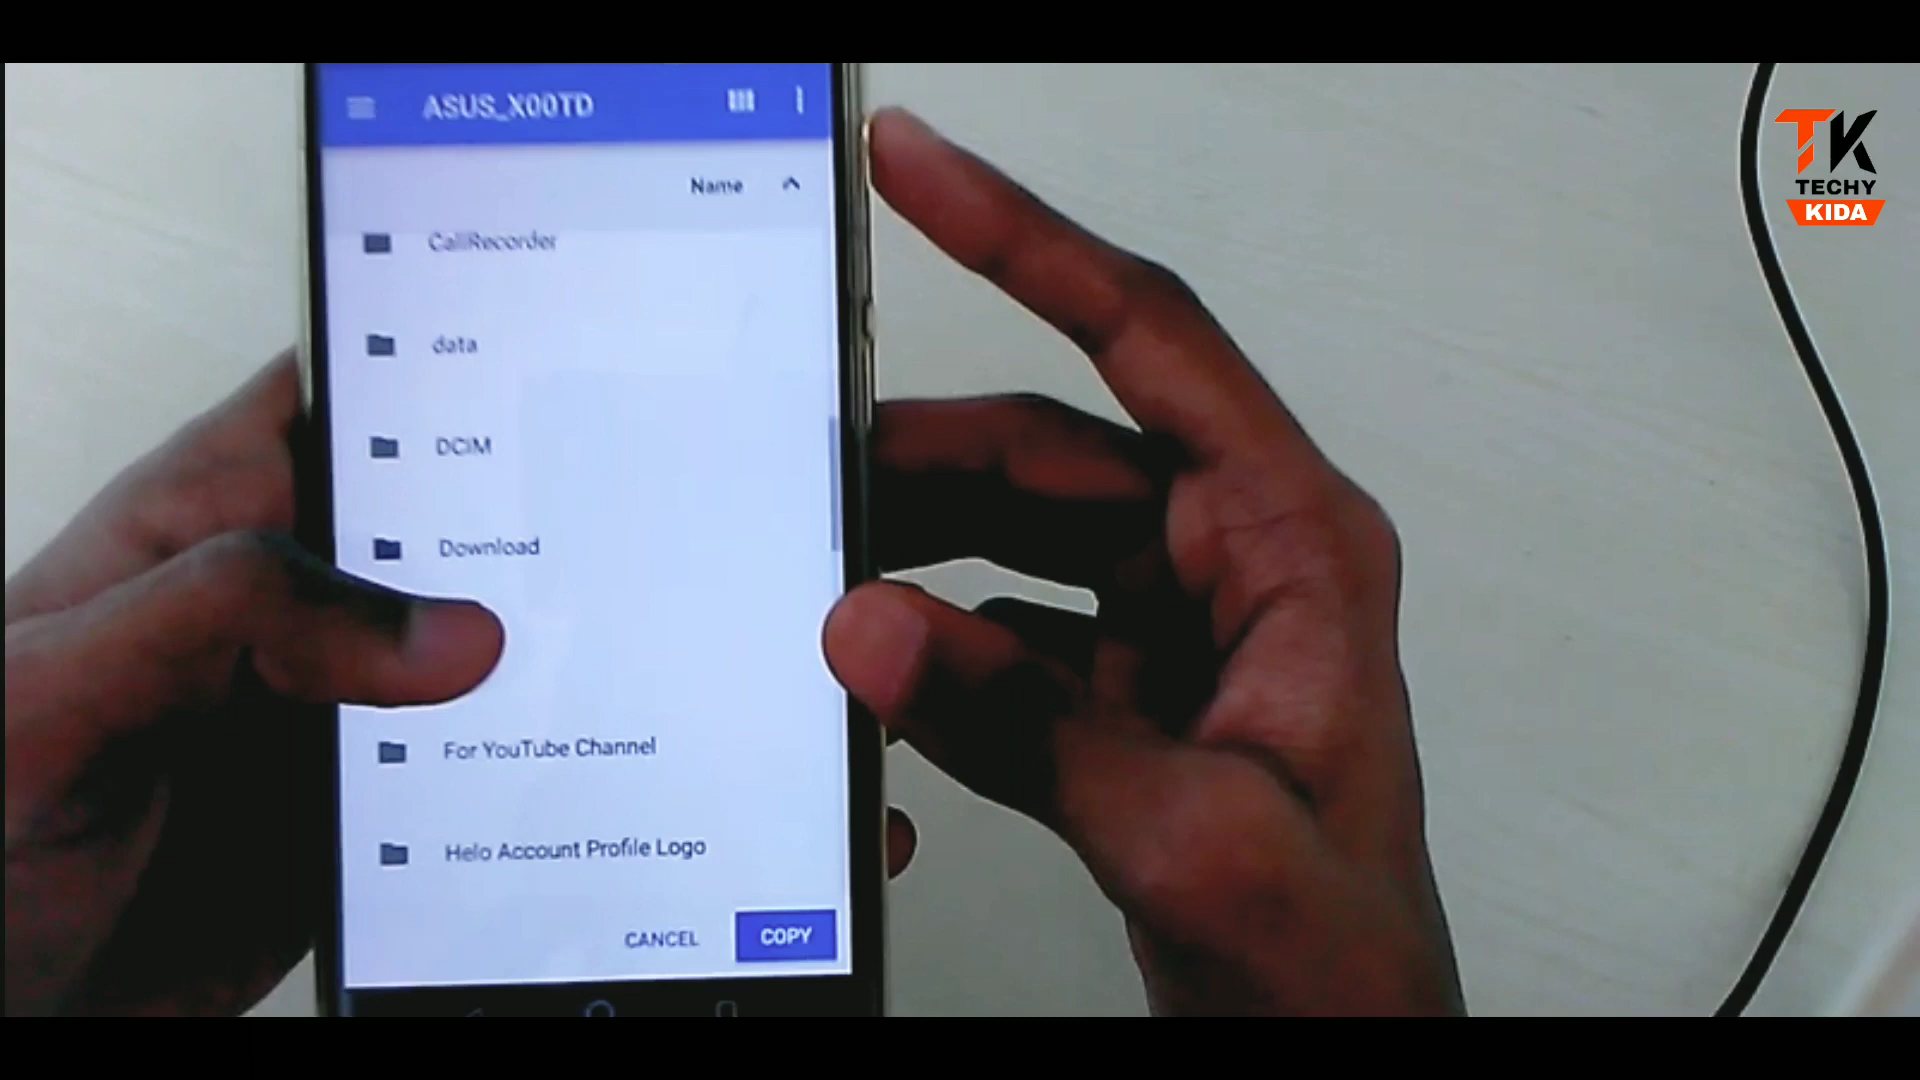 ASUS_X00TD
Name
CallRecorder
data
DCIM
Download
For YouTube Channel
Helo Account Profile Logo
CANCEL
COPY
TK
TECHY
KIDA